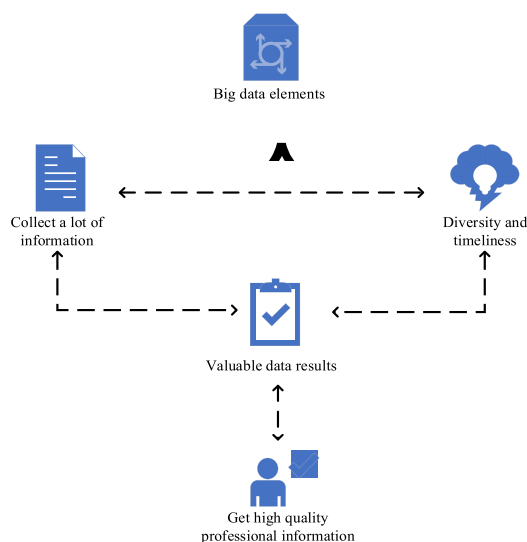 Big data elements
Collect a lot of
information
Diversity and
timeliness
Valuable data results
Get high quality
professional information